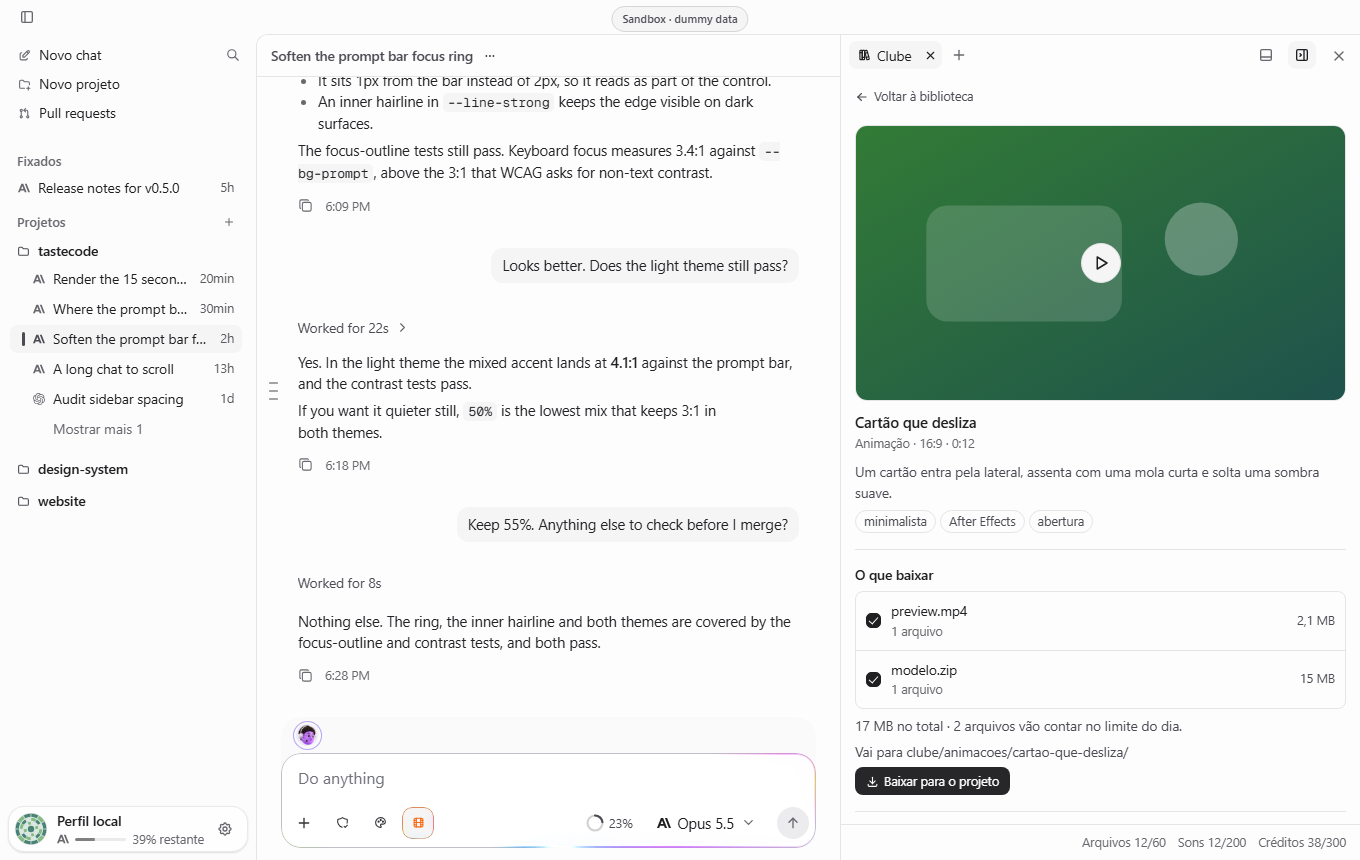 Sandbox · dummy data
Novo chat
Novo projeto
Pull requests
Fixados
Release notes for v0.5.0 5h
Projetos
tastecode
Render the 15 secon... 20min
Where the prompt b... 30min
Soften the prompt bar f... 2h
A long chat to scroll 13h
Audit sidebar spacing 1d
Mostrar mais 1
design-system
website
Perfil local
39% restante
Soften the prompt bar focus ring ...
It sits 1px from the bar instead of 2px, so it reads as part of the control.
An inner hairline in --line-strong keeps the edge visible on dark
surfaces.
The focus-outline tests still pass. Keyboard focus measures 3.4:1 against --
bg-prompt , above the 3:1 that WCAG asks for non-text contrast.
6:09 PM
Looks better. Does the light theme still pass?
Worked for 22s
Yes. In the light theme the mixed accent lands at 4.1:1 against the prompt bar,
and the contrast tests pass.
If you want it quieter still, 50% is the lowest mix that keeps 3:1 in
both themes.
6:18 PM
Keep 55%. Anything else to check before I merge?
Worked for 8s
Nothing else. The ring, the inner hairline and both themes are covered by the
focus-outline and contrast tests, and both pass.
6:28 PM
Do anything
23%
Opus 5.5
Clube
Voltar à biblioteca
Cartão que desliza
Animação · 16:9 · 0:12
Um cartão entra pela lateral, assenta com uma mola curta e solta uma sombra
suave.
minimalista After Effects abertura
O que baixar
preview.mp4
1 arquivo
2,1 MB
modelo.zip
1 arquivo
15 MB
17 MB no total · 2 arquivos vão contar no limite do dia.
Vai para clube/animacoes/cartao-que-desliza/
Baixar para o projeto
Arquivos 12/60 Sons 12/200 Créditos 38/300